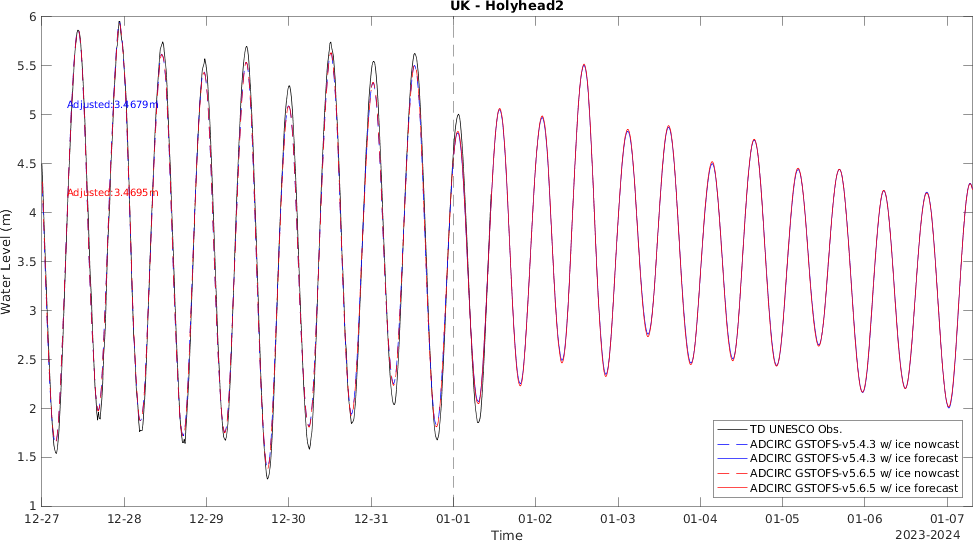 UK - Holyhead2
6
5.5
5
4.5
4
3.5
3
2.5
2
1.5
1
Water Level (m)
Adjusted:3.4679m
Adjusted:3.4695m
TD UNESCO Obs.
ADCIRC GSTOFS-v5.4.3 w/ ice nowcast
ADCIRC GSTOFS-v5.4.3 w/ ice forecast
ADCIRC GSTOFS-v5.6.5 w/ ice nowcast
ADCIRC GSTOFS-v5.6.5 w/ ice forecast
12-27 12-28 12-29 12-30 12-31 01-01 01-02 01-03 01-04 01-05 01-06 01-07
Time
2023-2024